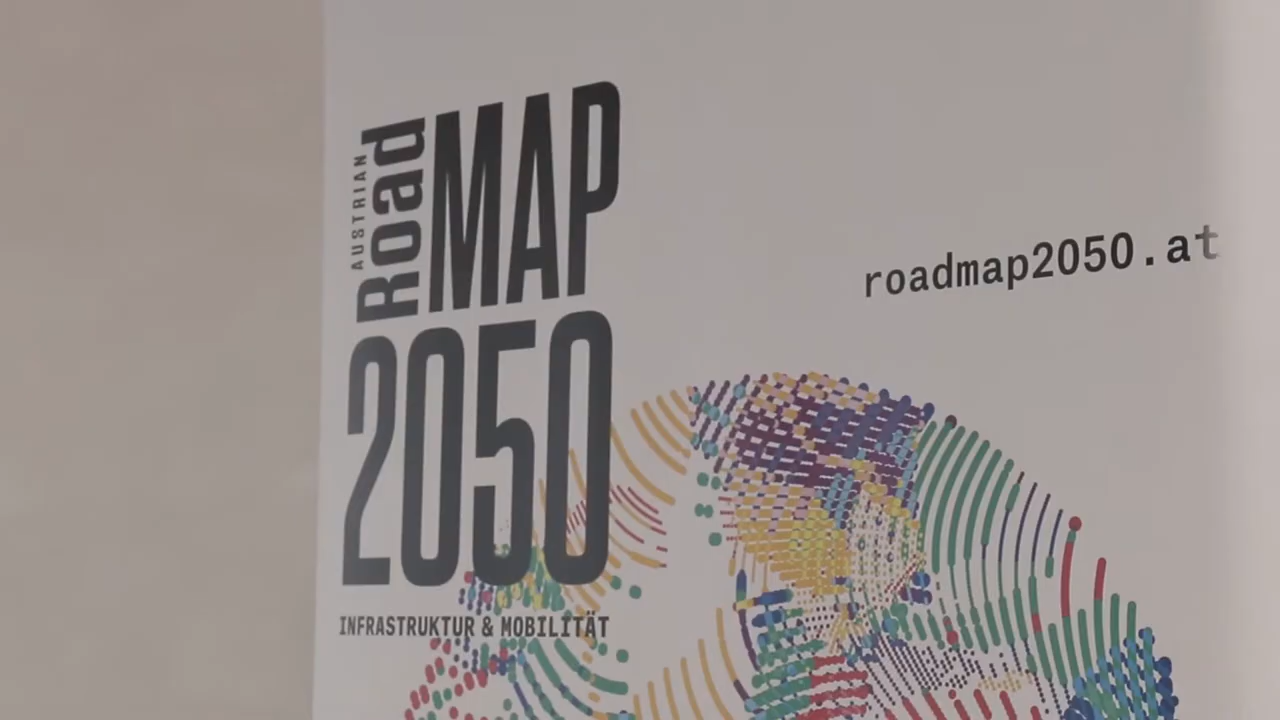 AUSTRIAN
Road
MAP
2050
INFRASTRUKTUR & MOBILITÄT
roadmap2050.at